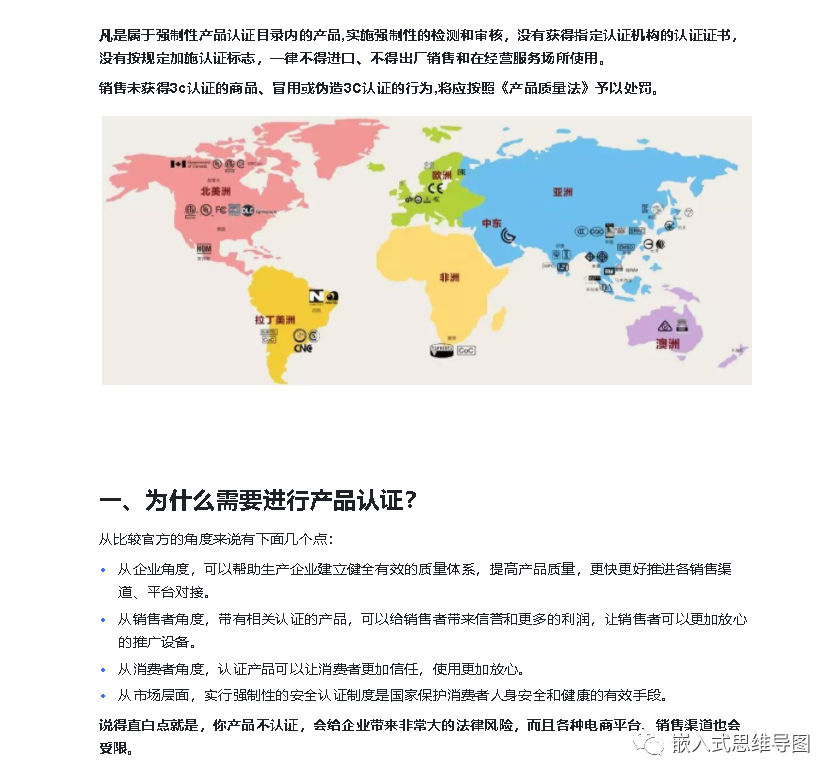 凡是属于强制性产品认证目录内的产品,实施强制性的检测和审核，没有获得指定认证机构的认证证书，
没有按规定加施认证标志，一律不得进口、不得出厂销售和在经营服务场所使用。
销售未获得3c认证的商品、冒用或伪造3C认证的行为,将应按照《产品质量法》予以处罚。
北美洲
欧洲
亚洲
中东
非洲
拉丁美洲
澳洲
FC
CE
NOM
N
CNC
CoC
一、为什么需要进行产品认证？
从比较官方的角度来说有下面几个点：
• 从企业角度，可以帮助生产企业建立健全有效的质量体系，提高产品质量，更快更好推进各销售渠
道、平台对接。
• 从销售者角度，带有相关认证的产品，可以给销售者带来信誉和更多的利润，让销售者可以更加放心
的推广设备。
• 从消费者角度，认证产品可以让消费者更加信任，使用更加放心。
• 从市场层面，实行强制性的安全认证制度是国家保护消费者人身安全和健康的有效手段。
说得直白点就是，你产品不认证，会给企业带来非常大的法律风险，而且各种电商平台、销售渠道也会
受限。
嵌入式思维导图